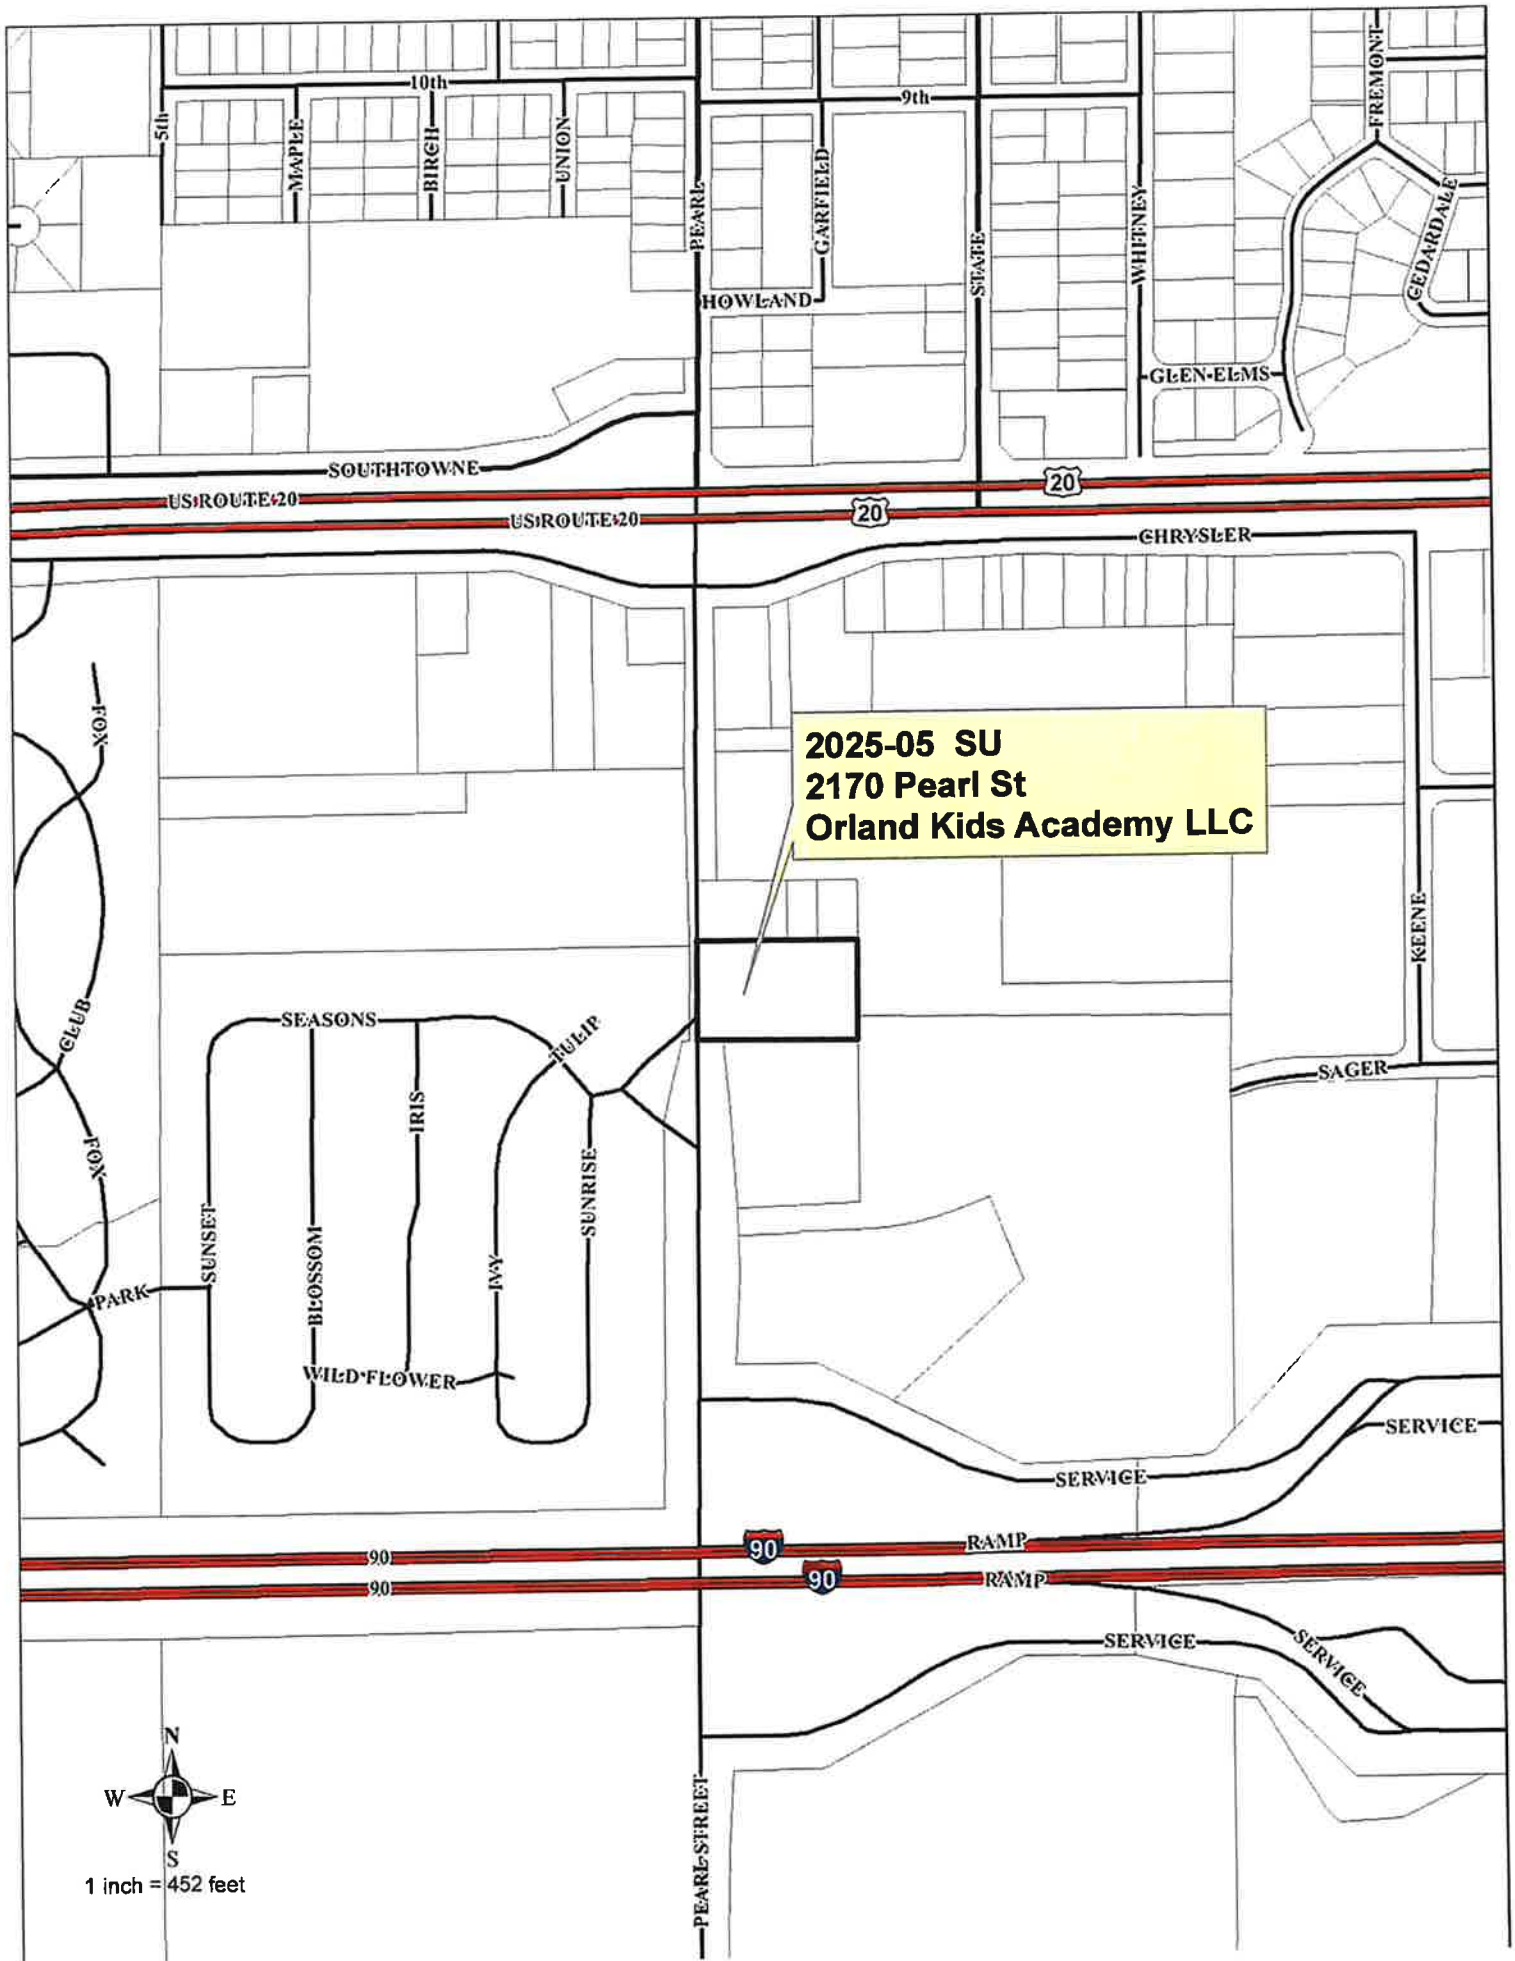 FREMONT
10th
9th
5th
MAPLE
BIRCH
UNION
PEARL
GARFIELD
STATE
WHITNEY
CEDARDALE
HOWLAND
GLEN ELMS
SOUTHTOWNE
US ROUTE 20
20
US ROUTE 20
20
CHRYSLER
FOX
2025-05 SU
2170 Pearl St
Orland Kids Academy LLC
KEENE
CLUB
SEASONS
TULIP
SAGER
IRIS
FOX
SUNRISE
SUNSET
BLOSSOM
IVY
PARK
WILD FLOWER
SERVICE
SERVICE
90
90
RAMP
90
90
RAMP
SERVICE
SERVICE
N
W E
S
1 inch = 452 feet
PEARL STREET